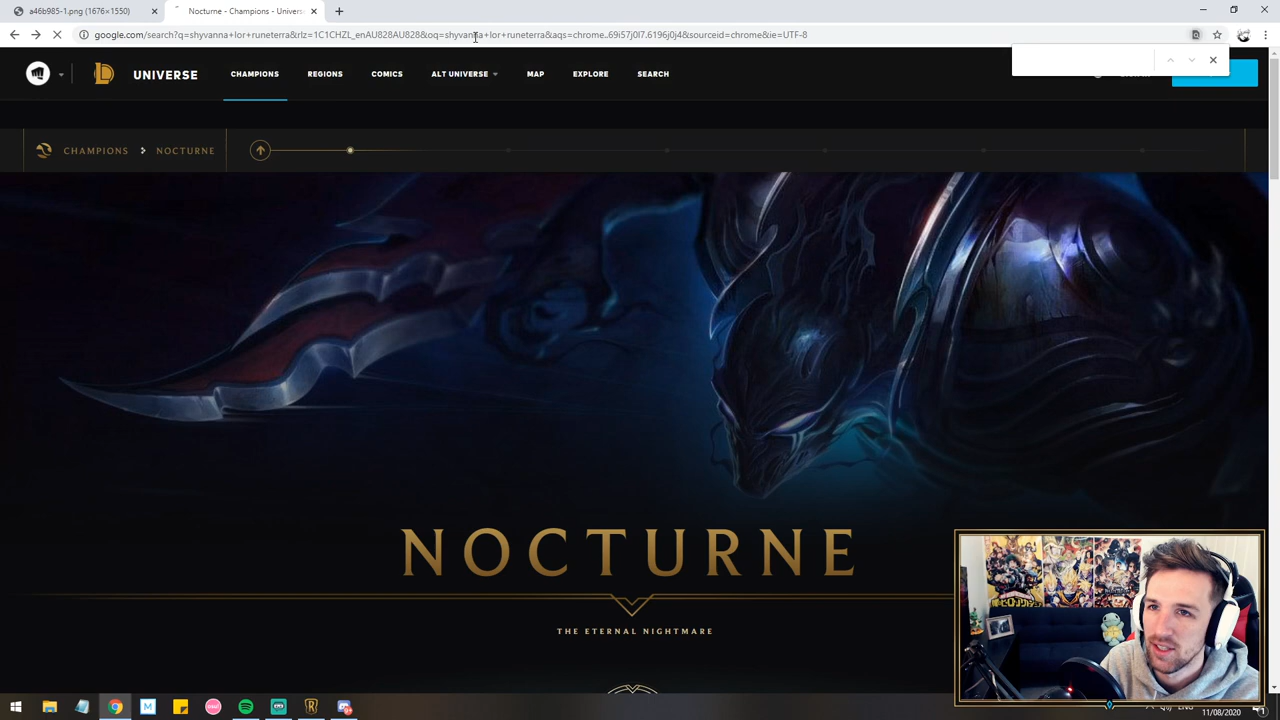 a46b985-1.png (1676×1550)
Nocturne - Champions - Univers
google.com/search?q=shyvanna+lor+runeterra&rlz=1C1CHZL_enAU828AU828&oq=shyvanna+lor+runeterra&aqs=chrome..69i57j0l7.6196j0j4&sourceid=chrome&ie=UTF-8
UNIVERSE
CHAMPIONS
REGIONS
COMICS
ALT UNIVERSE
MAP
EXPLORE
SEARCH
CHAMPIONS
NOCTURNE
NOCTURNE
THE ETERNAL NIGHTMARE
ENG
11/08/2020